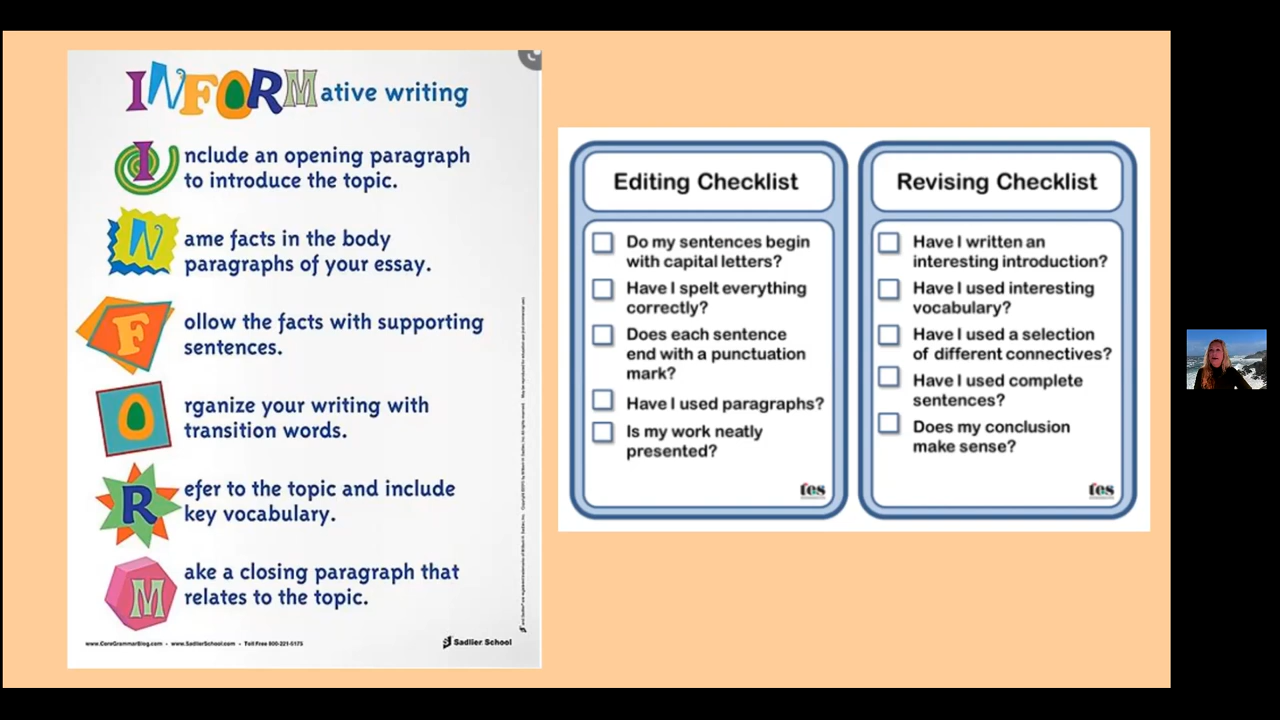 INFORMative writing
Include an opening paragraph
to introduce the topic.
Name facts in the body
paragraphs of your essay.
Follow the facts with supporting
sentences.
Organize your writing with
transition words.
Refer to the topic and include
key vocabulary.
Make a closing paragraph that
relates to the topic.
www.CoreGrammarBlog.com • www.SadlierSchool.com • Toll Free 800-221-5175
Sadlier School
Editing Checklist
Do my sentences begin
with capital letters?
Have I spelt everything
correctly?
Does each sentence
end with a punctuation
mark?
Have I used paragraphs?
Is my work neatly
presented?
tes
Revising Checklist
Have I written an
interesting introduction?
Have I used interesting
vocabulary?
Have I used a selection
of different connectives?
Have I used complete
sentences?
Does my conclusion
make sense?
tes